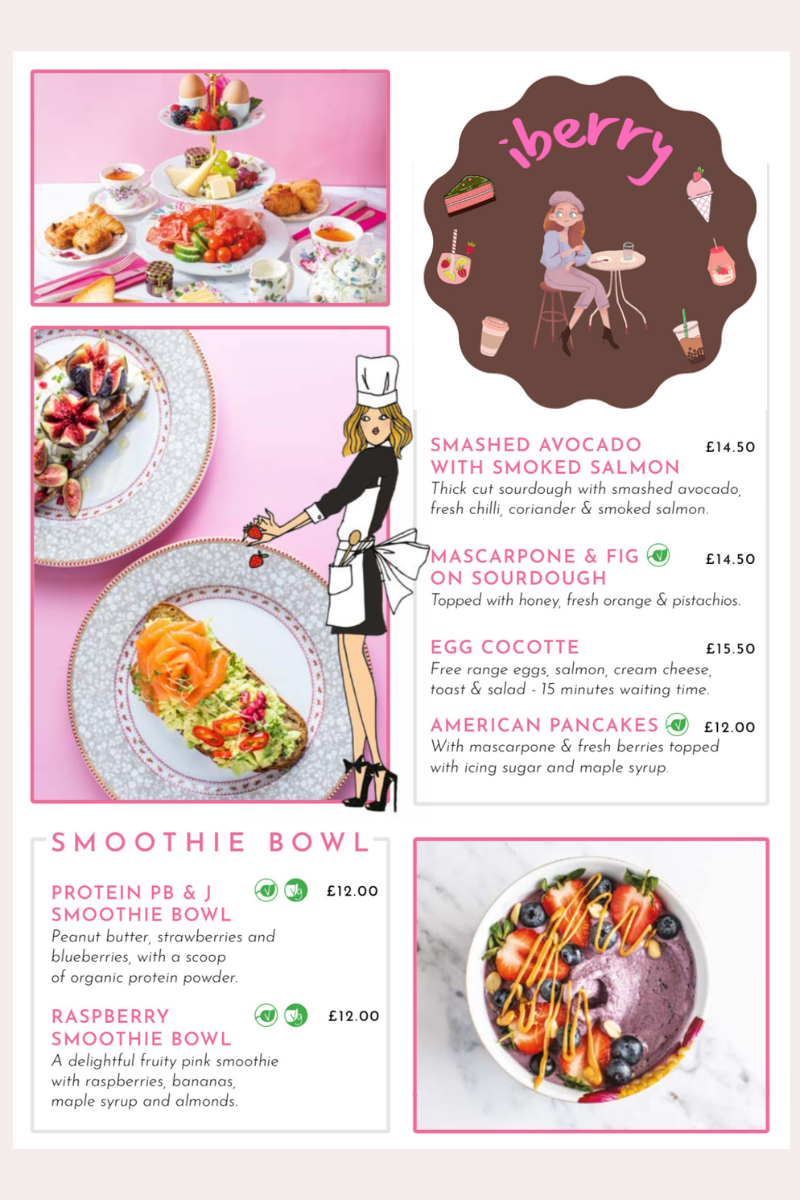 iberry
SMASHED AVOCADO £14.50
WITH SMOKED SALMON
Thick cut sourdough with smashed avocado,
fresh chilli, coriander & smoked salmon.
MASCARPONE & FIG V £14.50
ON SOURDOUGH
Topped with honey, fresh orange & pistachios.
EGG COCOTTE £15.50
Free range eggs, salmon, cream cheese,
toast & salad - 15 minutes waiting time.
AMERICAN PANCAKES V £12.00
With mascarpone & fresh berries topped
with icing sugar and maple syrup.
SMOOTHIE BOWL
PROTEIN PB & J V Vg £12.00
SMOOTHIE BOWL
Peanut butter, strawberries and
blueberries, with a scoop
of organic protein powder.
RASPBERRY V Vg £12.00
SMOOTHIE BOWL
A delightful fruity pink smoothie
with raspberries, bananas,
maple syrup and almonds.